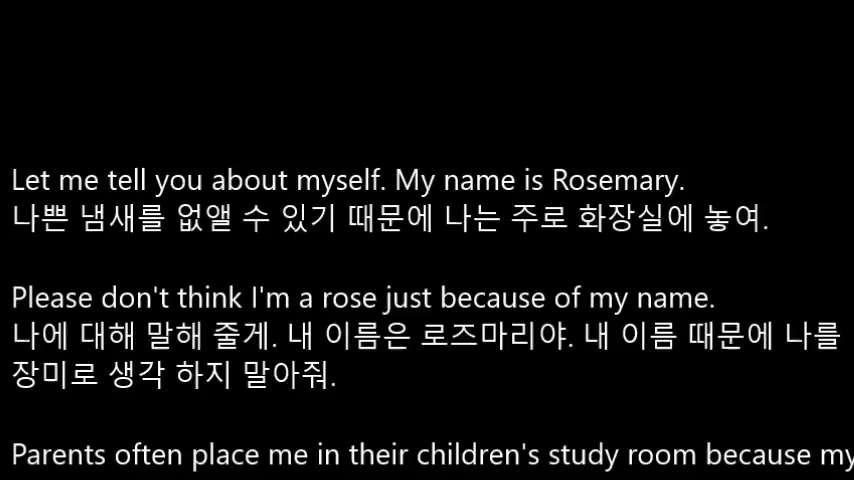 Let me tell you about myself. My name is Rosemary.
나쁜 냄새를 없앨 수 있기 때문에 나는 주로 화장실에 놓여.
Please don't think I'm a rose just because of my name.
나에 대해 말해 줄게. 내 이름은 로즈마리야. 내 이름 때문에 나를
장미로 생각 하지 말아줘.
Parents often place me in their children's study room because my